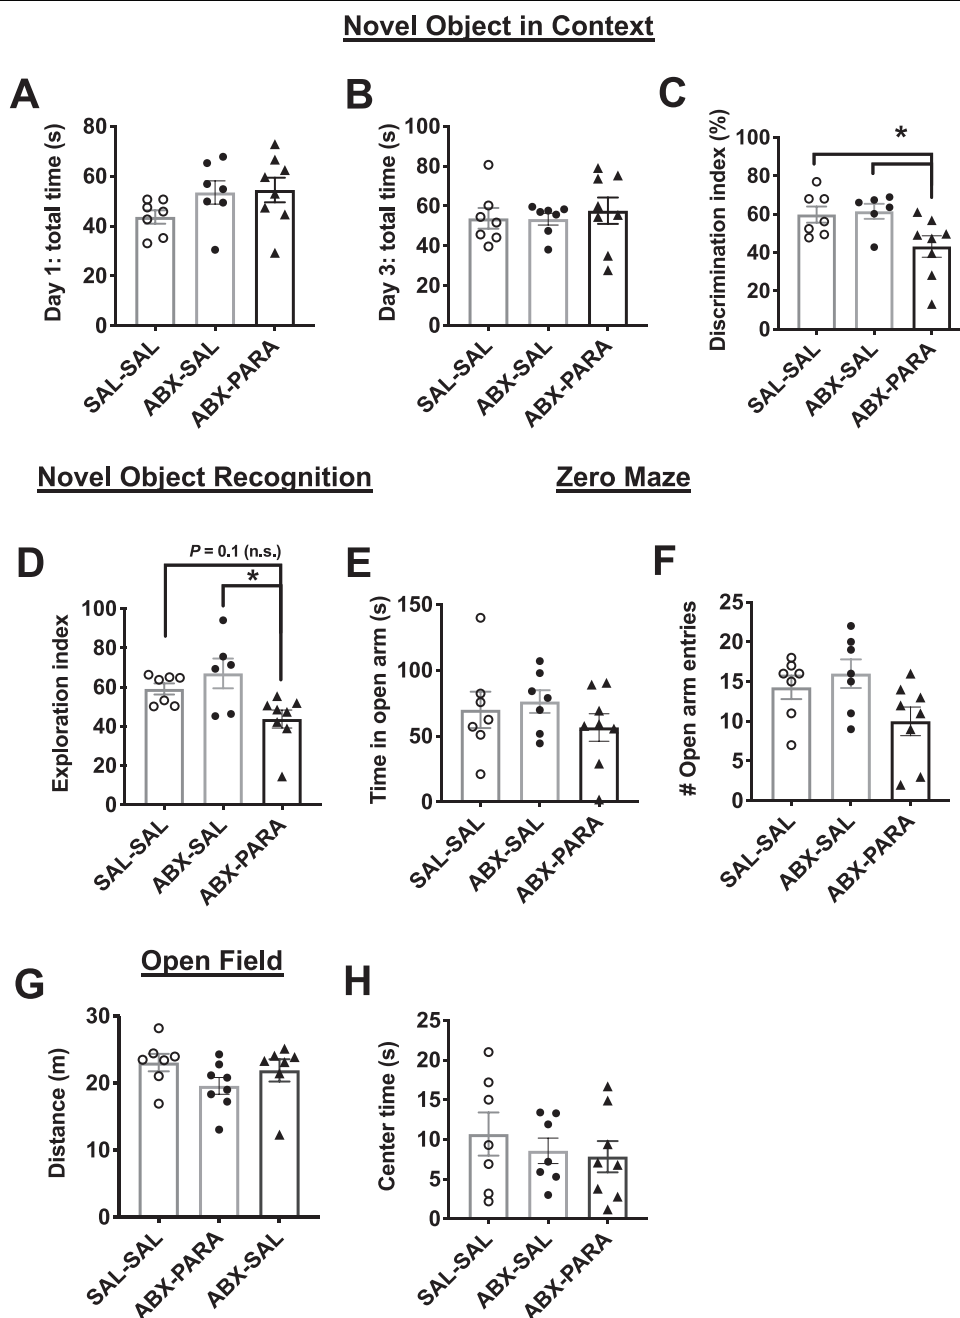 Novel Object in Context
A
Day 1: total time (s)
80
60
40
20
0
SAL-SAL
ABX-SAL
ABX-PARA
B
Day 3: total time (s)
100
80
60
40
20
0
SAL-SAL
ABX-SAL
ABX-PARA
C
Discrimination index (%)
100
80
60
40
20
0
*
SAL-SAL
ABX-SAL
ABX-PARA
Novel Object Recognition
Zero Maze
D
Exploration index
P = 0.1 (n.s.)
*
100
80
60
40
20
0
SAL-SAL
ABX-SAL
ABX-PARA
E
Time in open arm (s)
150
100
50
0
SAL-SAL
ABX-SAL
ABX-PARA
F
# Open arm entries
25
20
15
10
5
0
SAL-SAL
ABX-SAL
ABX-PARA
Open Field
G
Distance (m)
30
20
10
0
SAL-SAL
ABX-PARA
ABX-SAL
H
Center time (s)
25
20
15
10
5
0
SAL-SAL
ABX-SAL
ABX-PARA